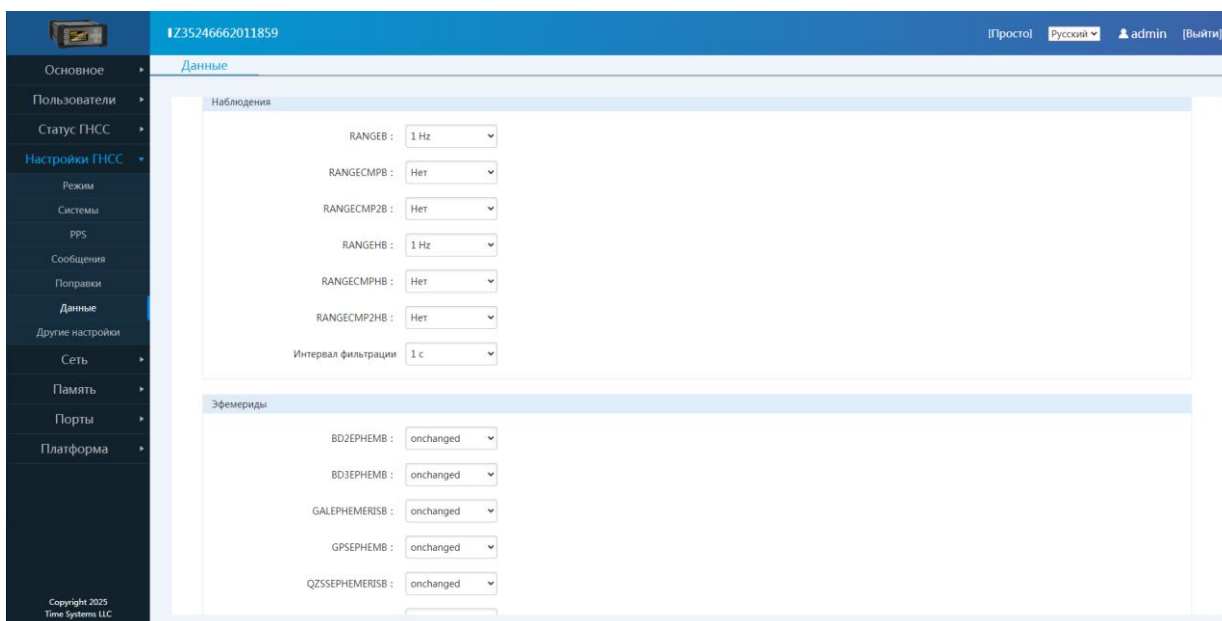 IZ35246662011859
[Просто]
Русский
admin
[Выйти]
Основное
Пользователи
Статус ГНСС
Настройки ГНСС
Режим
Системы
PPS
Сообщения
Поправки
Данные
Другие настройки
Сеть
Память
Порты
Платформа
Copyright 2025
Time Systems LLC
Данные
Наблюдения
RANGEB : 1 Hz
RANGECMPB : Нет
RANGECMP2B : Нет
RANGEHB : 1 Hz
RANGECMPHB : Нет
RANGECMP2HB : Нет
Интервал фильтрации 1 с
Эфемериды
BD2EPHEMB : onchanged
BD3EPHEMB : onchanged
GALEPHEMERISB : onchanged
GPSEPHEMB : onchanged
QZSSEPHEMERISB : onchanged